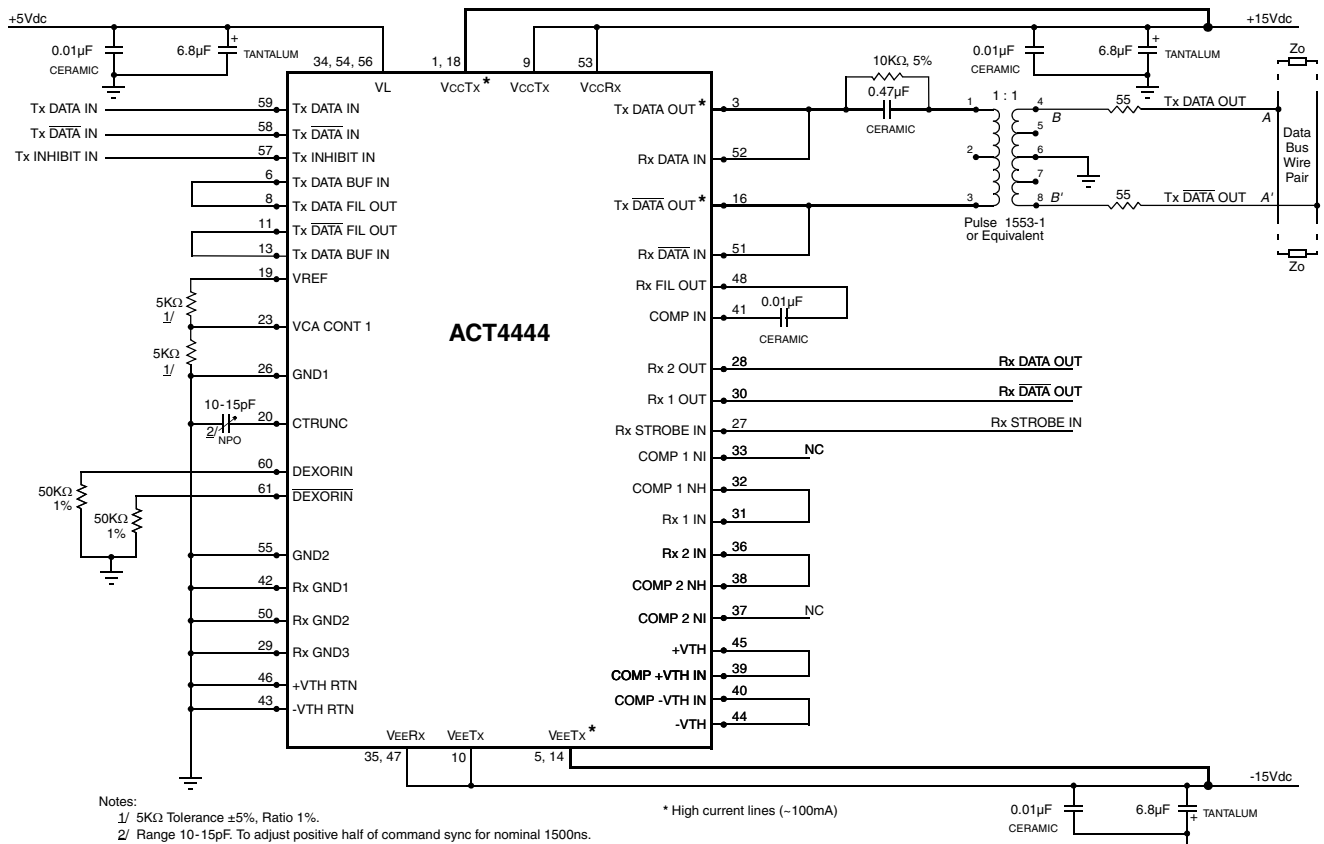 +5Vdc
0.01µF
CERAMIC
6.8µF
+
TANTALUM
34, 54, 56
VL
1, 18
VCCTX *
9
VCCTX
53
VCCRX
+15Vdc
0.01µF
CERAMIC
6.8µF
+
TANTALUM
Zo
Tx DATA IN
59
Tx DATA IN
Tx DATA IN
58
Tx DATA IN
Tx INHIBIT IN
57
Tx INHIBIT IN
6
Tx DATA BUF IN
8
Tx DATA FIL OUT
11
Tx DATA FIL OUT
13
Tx DATA BUF IN
19
VREF
5KΩ
1/
23
VCA CONT 1
5KΩ
1/
26
GND1
10-15pF
2/
NPO
20
CTRUNC
60
DEXORIN
61
DEXORIN
50KΩ
1%
50KΩ
1%
55
GND2
42
Rx GND1
50
Rx GND2
29
Rx GND3
46
+VTH RTN
43
-VTH RTN
ACT4444
Tx DATA OUT *
3
Rx DATA IN
52
Tx DATA OUT *
16
Rx DATA IN
51
Rx FIL OUT
48
COMP IN
41
0.01µF
CERAMIC
10KΩ, 5%
0.47µF
CERAMIC
1 : 1
1
2
3
4
5
6
7
8
B
B'
Pulse 1553-1
or Equivalent
55
Tx DATA OUT
A
55
Tx DATA OUT
A'
Data
Bus
Wire
Pair
Zo
Rx 2 OUT
28
Rx DATA OUT
Rx 1 OUT
30
Rx DATA OUT
Rx STROBE IN
27
Rx STROBE IN
COMP 1 NI
33
NC
COMP 1 NH
32
Rx 1 IN
31
Rx 2 IN
36
COMP 2 NH
38
COMP 2 NI
37
NC
+VTH
45
COMP +VTH IN
39
COMP -VTH IN
40
-VTH
44
VEERX
35, 47
VEETX
10
VEETX *
5, 14
-15Vdc
0.01µF
CERAMIC
6.8µF
+
TANTALUM
* High current lines (~100mA)
Notes:
1/ 5KΩ Tolerance ±5%, Ratio 1%.
2/ Range 10-15pF. To adjust positive half of command sync for nominal 1500ns.